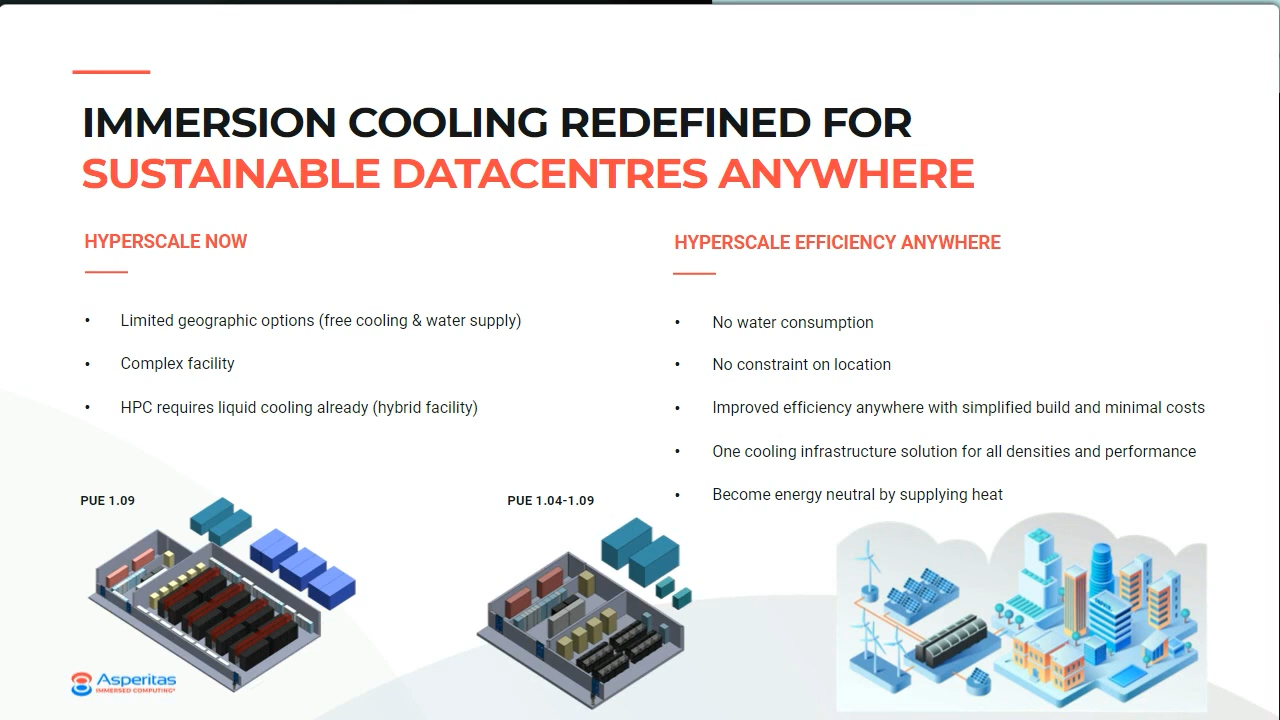 IMMERSION COOLING REDEFINED FOR
SUSTAINABLE DATACENTRES ANYWHERE
HYPERSCALE NOW
• Limited geographic options (free cooling & water supply)
• Complex facility
• HPC requires liquid cooling already (hybrid facility)
HYPERSCALE EFFICIENCY ANYWHERE
• No water consumption
• No constraint on location
• Improved efficiency anywhere with simplified build and minimal costs
• One cooling infrastructure solution for all densities and performance
• Become energy neutral by supplying heat
PUE 1.09
PUE 1.04-1.09
Asperitas
IMMERSED COMPUTING®